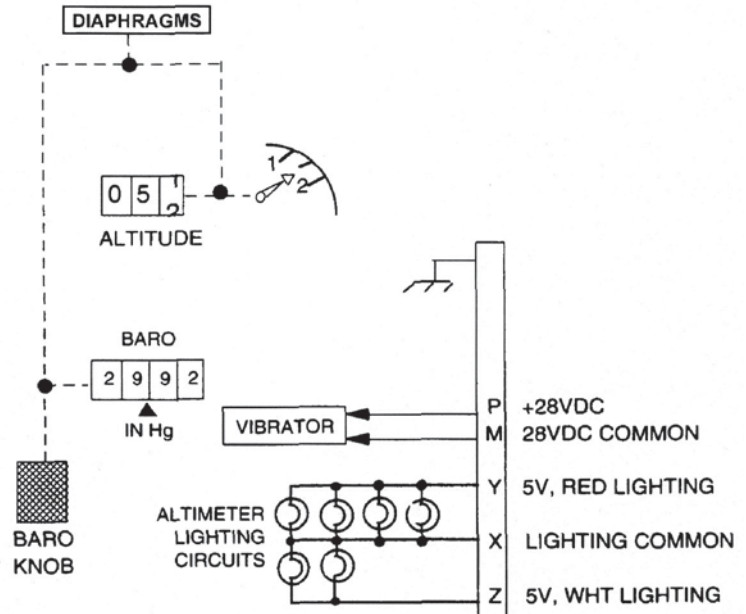 DIAPHRAGMS
1
2
0 5 1
2
ALTITUDE
BARO
2 9 9 2
IN Hg
VIBRATOR
P +28VDC
M 28VDC COMMON
Y 5V, RED LIGHTING
ALTIMETER
LIGHTING
CIRCUITS
X LIGHTING COMMON
Z 5V, WHT LIGHTING
BARO
KNOB